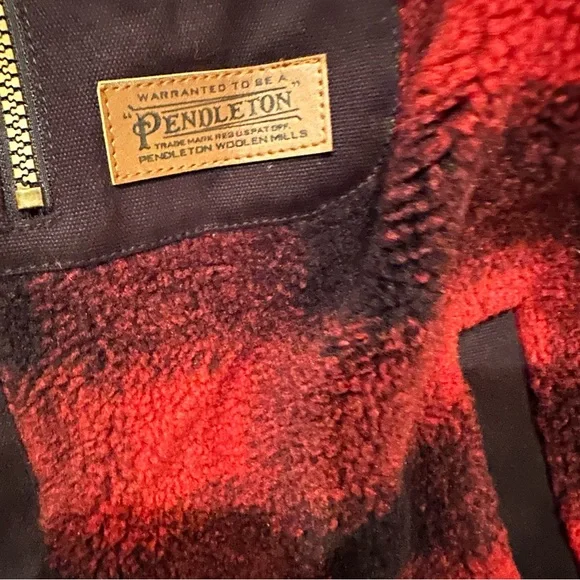 WARRANTED TO BE A
"PENDLETON"
TRADE MARK REG U.S. PAT. OFF.
PENDLETON WOOLEN MILLS